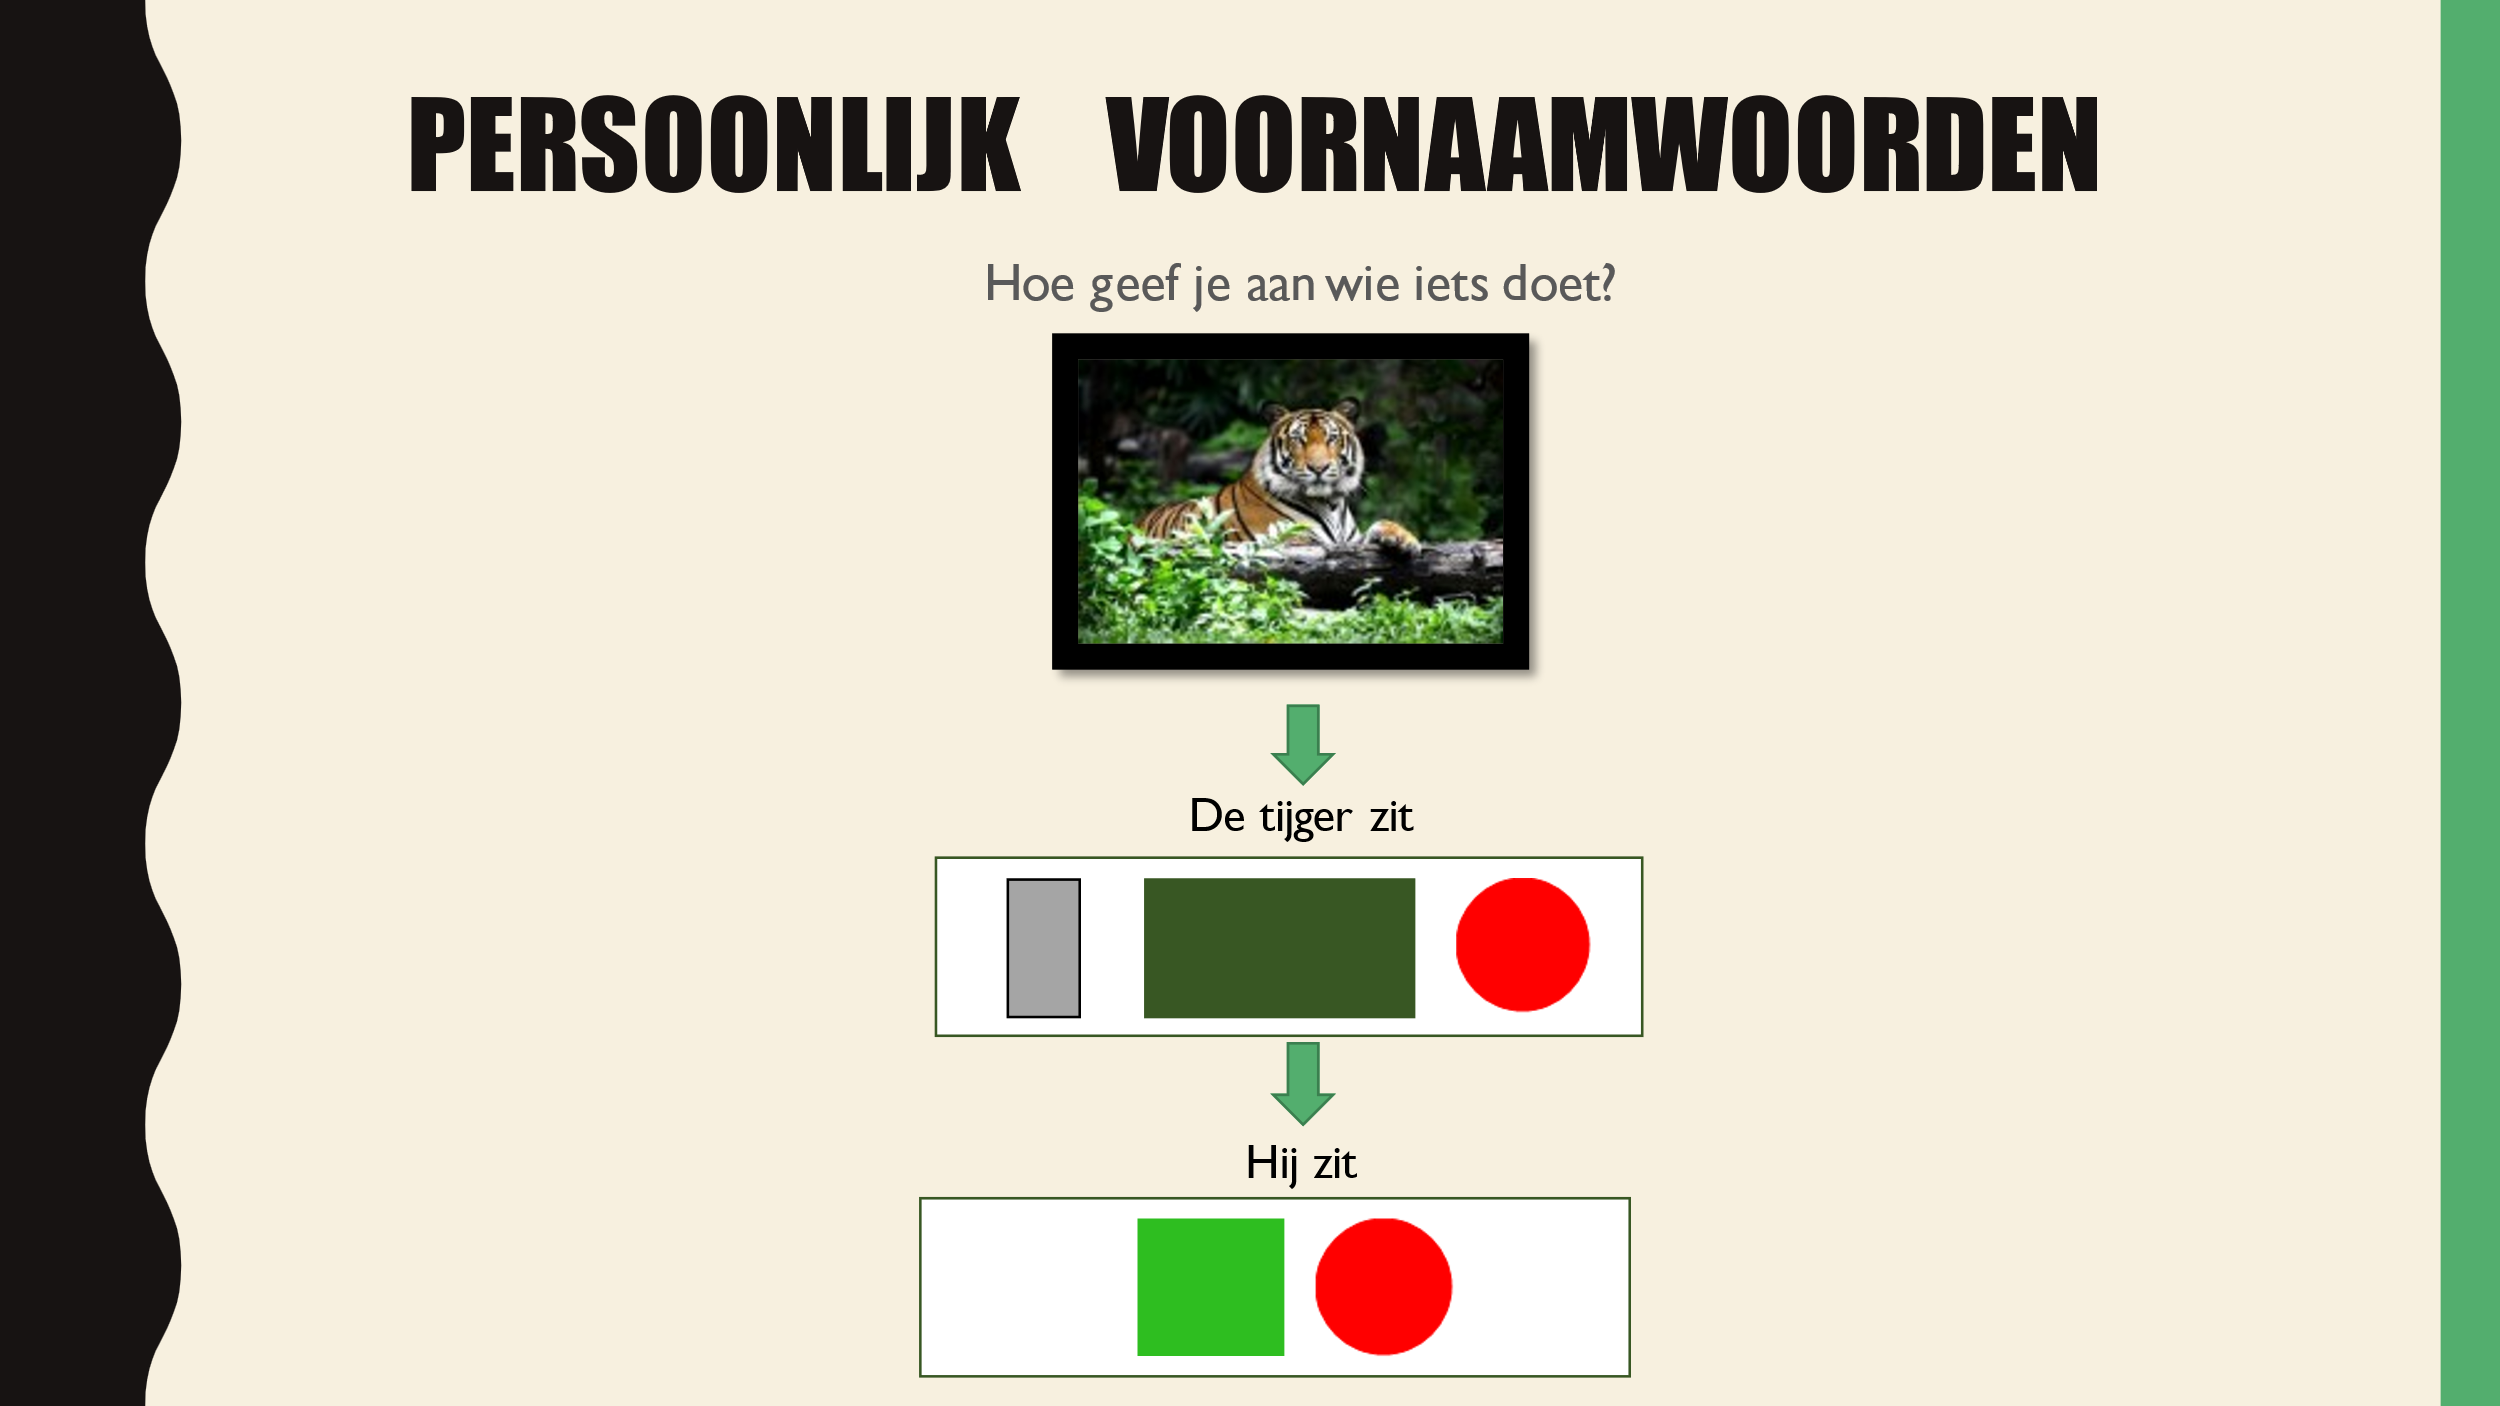 PERSOONLIJK VOORNAAMWOORDEN
Hoe geef je aan wie iets doet?
De tijger zit
Hij zit